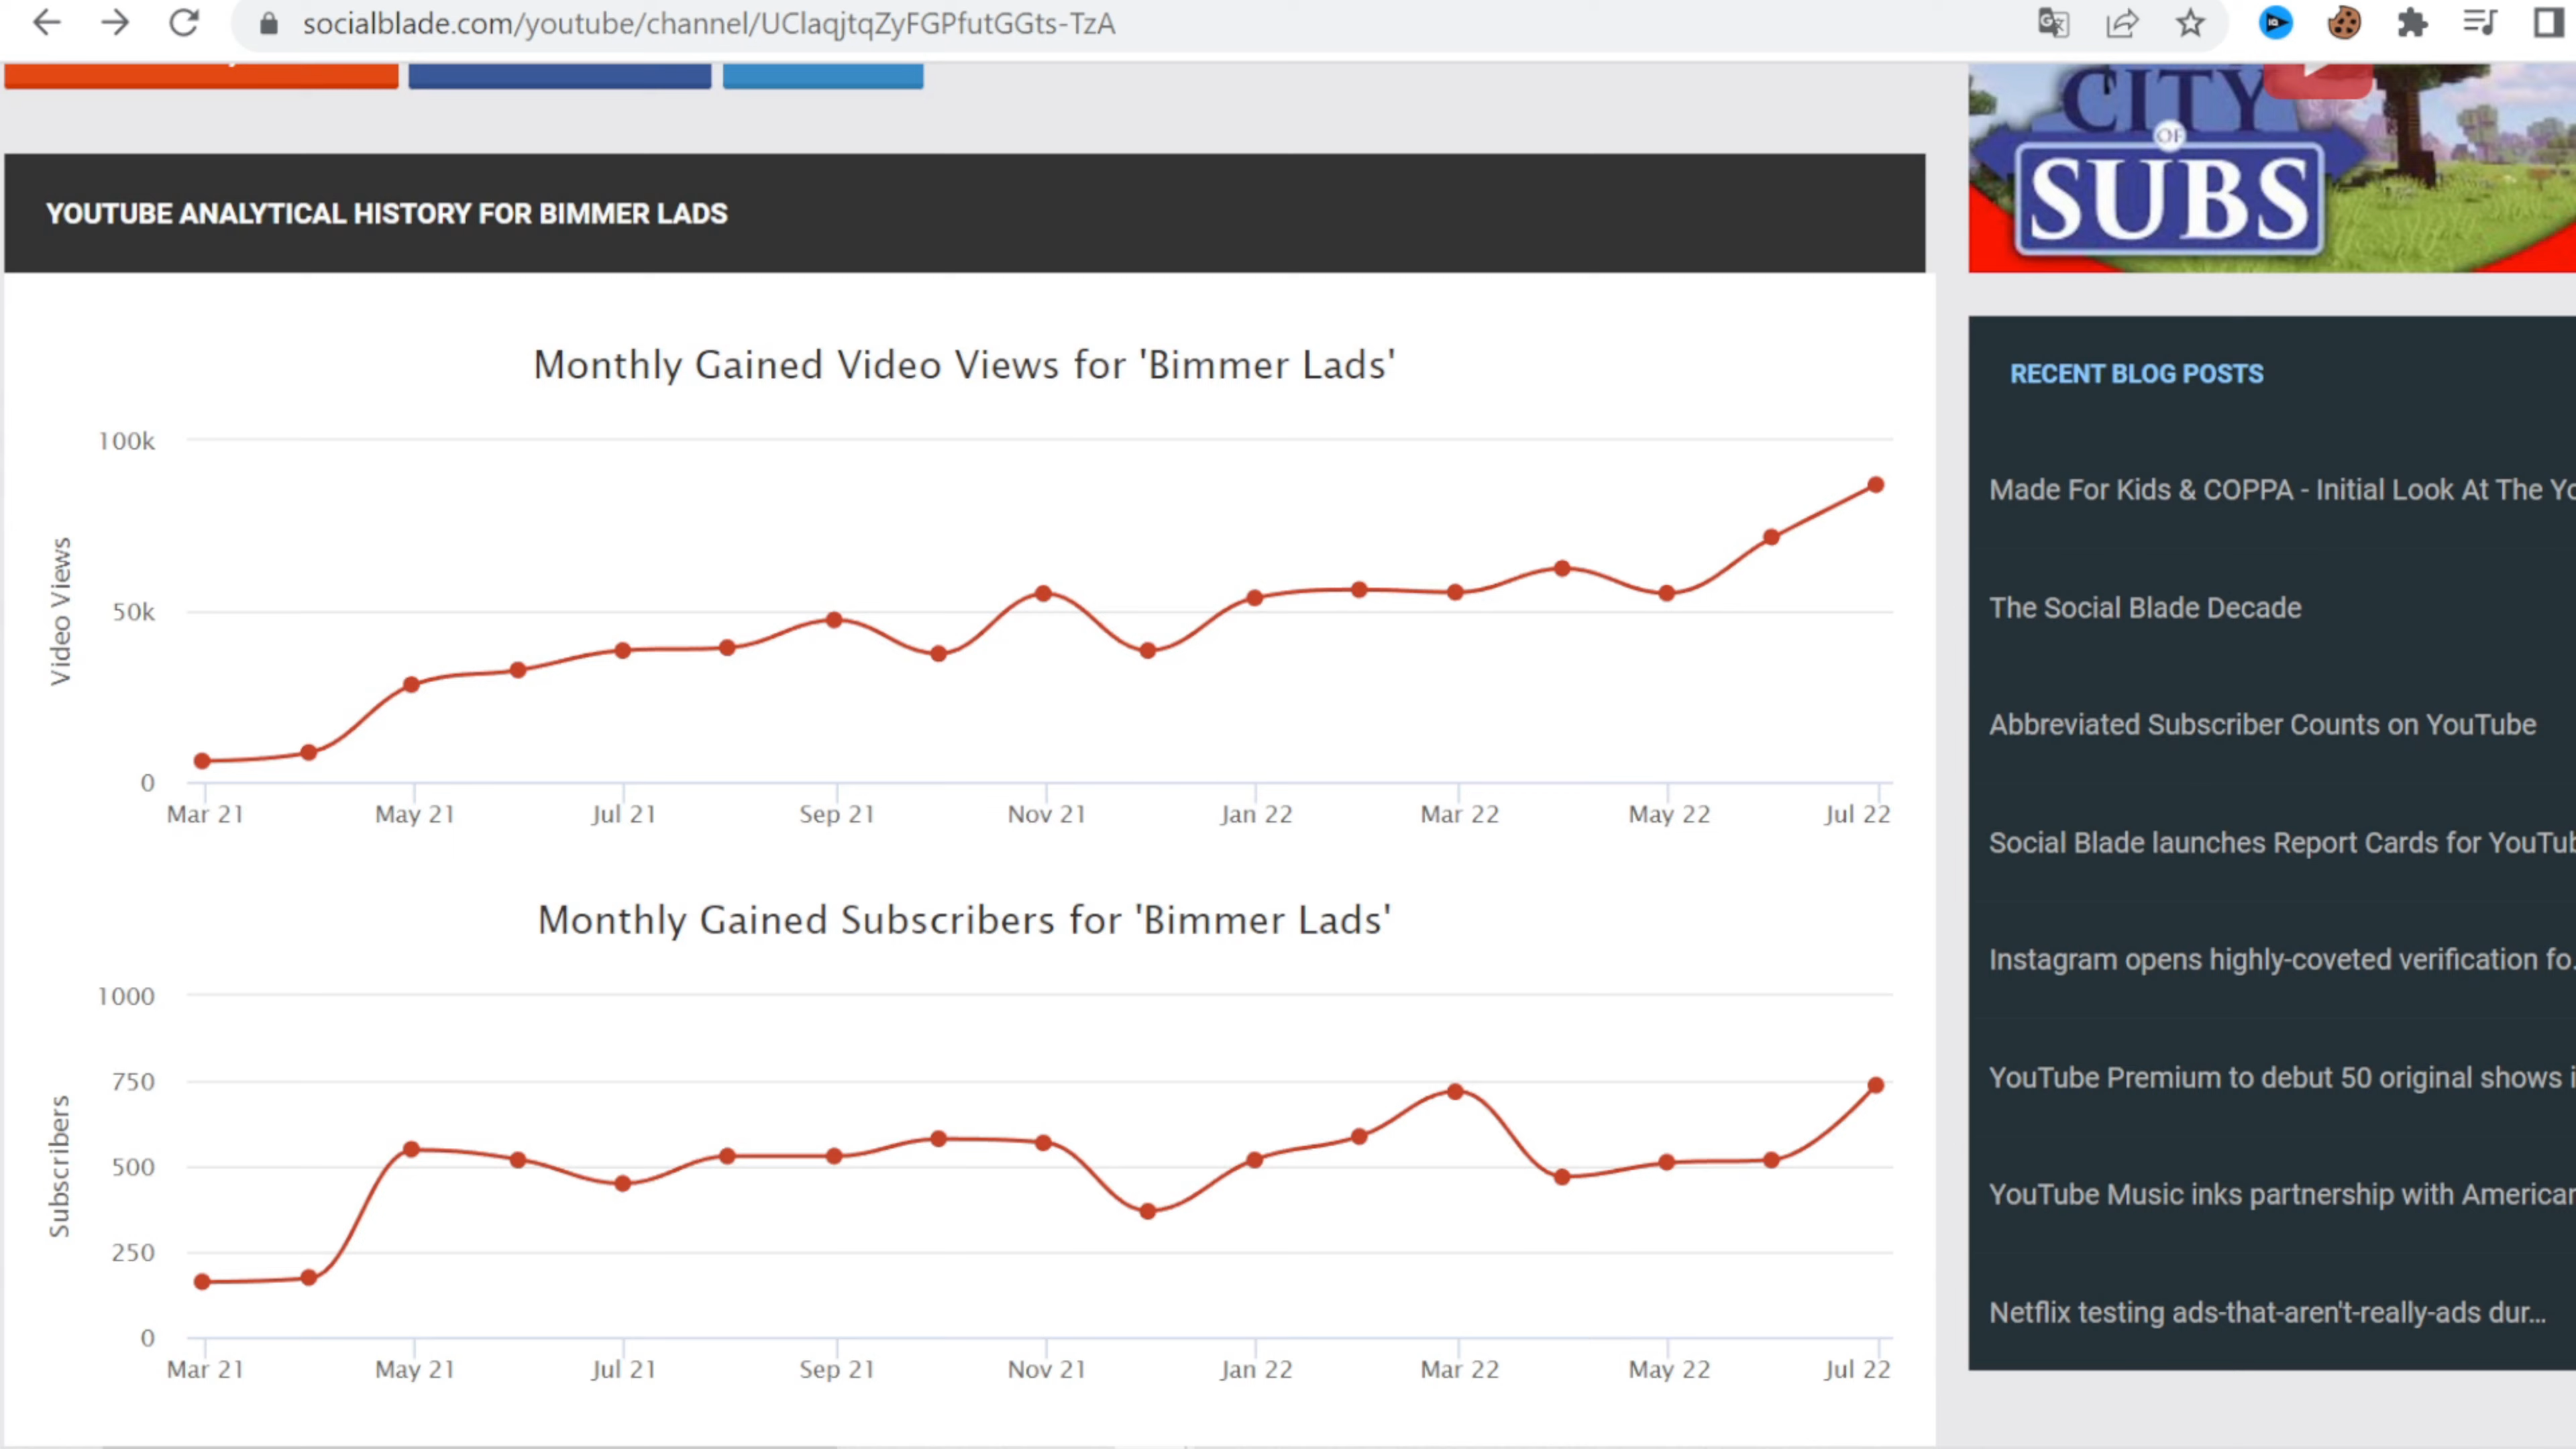 socialblade.com/youtube/channel/UClaqjtqZyFGPfutGGts-TzA
CITY
OF
SUBS
YOUTUBE ANALYTICAL HISTORY FOR BIMMER LADS
Monthly Gained Video Views for 'Bimmer Lads'
Video Views
100k
50k
0
Mar 21 May 21 Jul 21 Sep 21 Nov 21 Jan 22 Mar 22 May 22 Jul 22
Monthly Gained Subscribers for 'Bimmer Lads'
Subscribers
1000
750
500
250
0
Mar 21 May 21 Jul 21 Sep 21 Nov 21 Jan 22 Mar 22 May 22 Jul 22
RECENT BLOG POSTS
Made For Kids & COPPA - Initial Look At The Yo
The Social Blade Decade
Abbreviated Subscriber Counts on YouTube
Social Blade launches Report Cards for YouTub
Instagram opens highly-coveted verification fo.
YouTube Premium to debut 50 original shows i
YouTube Music inks partnership with American
Netflix testing ads-that-aren't-really-ads dur...